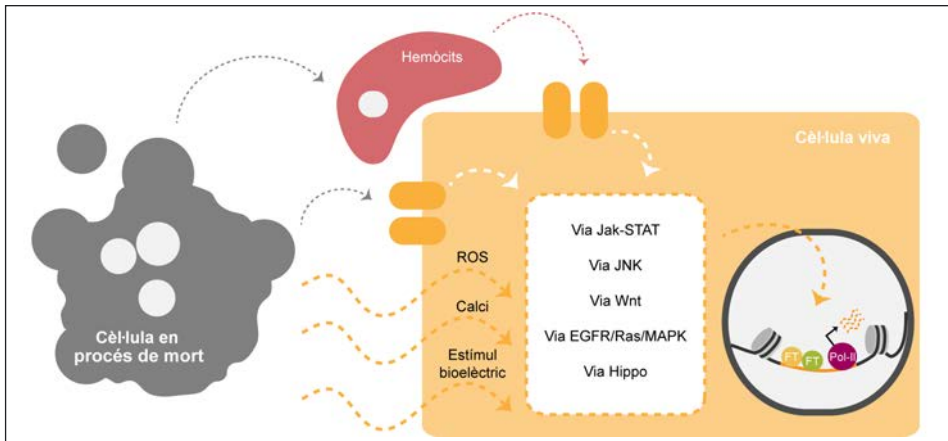 Hemòcits
Cèl·lula viva
Cèl·lula en
procés de mort
ROS
Calci
Estímul
bioelèctric
Via Jak-STAT
Via JNK
Via Wnt
Via EGFR/Ras/MAPK
Via Hippo
FT
FT
Pol-II